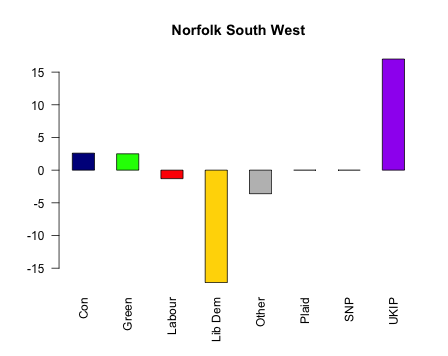 Norfolk South West
15
10
5
0
-5
-10
-15
Con
Green
Labour
Lib Dem
Other
Plaid
SNP
UKIP